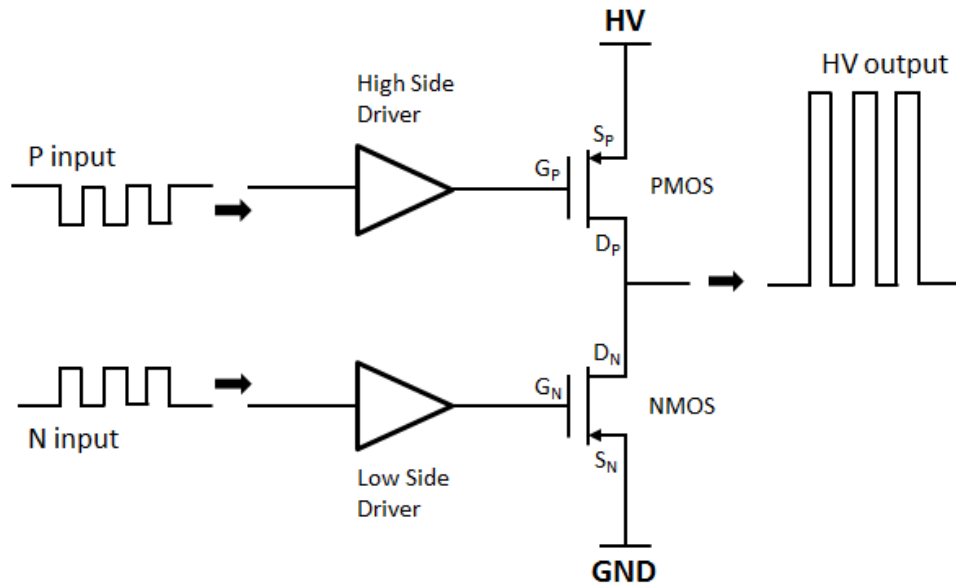 HV
HV output
High Side
Driver
P input
S_P
G_P
PMOS
D_P
D_N
G_N
NMOS
N input
S_N
Low Side
Driver
GND